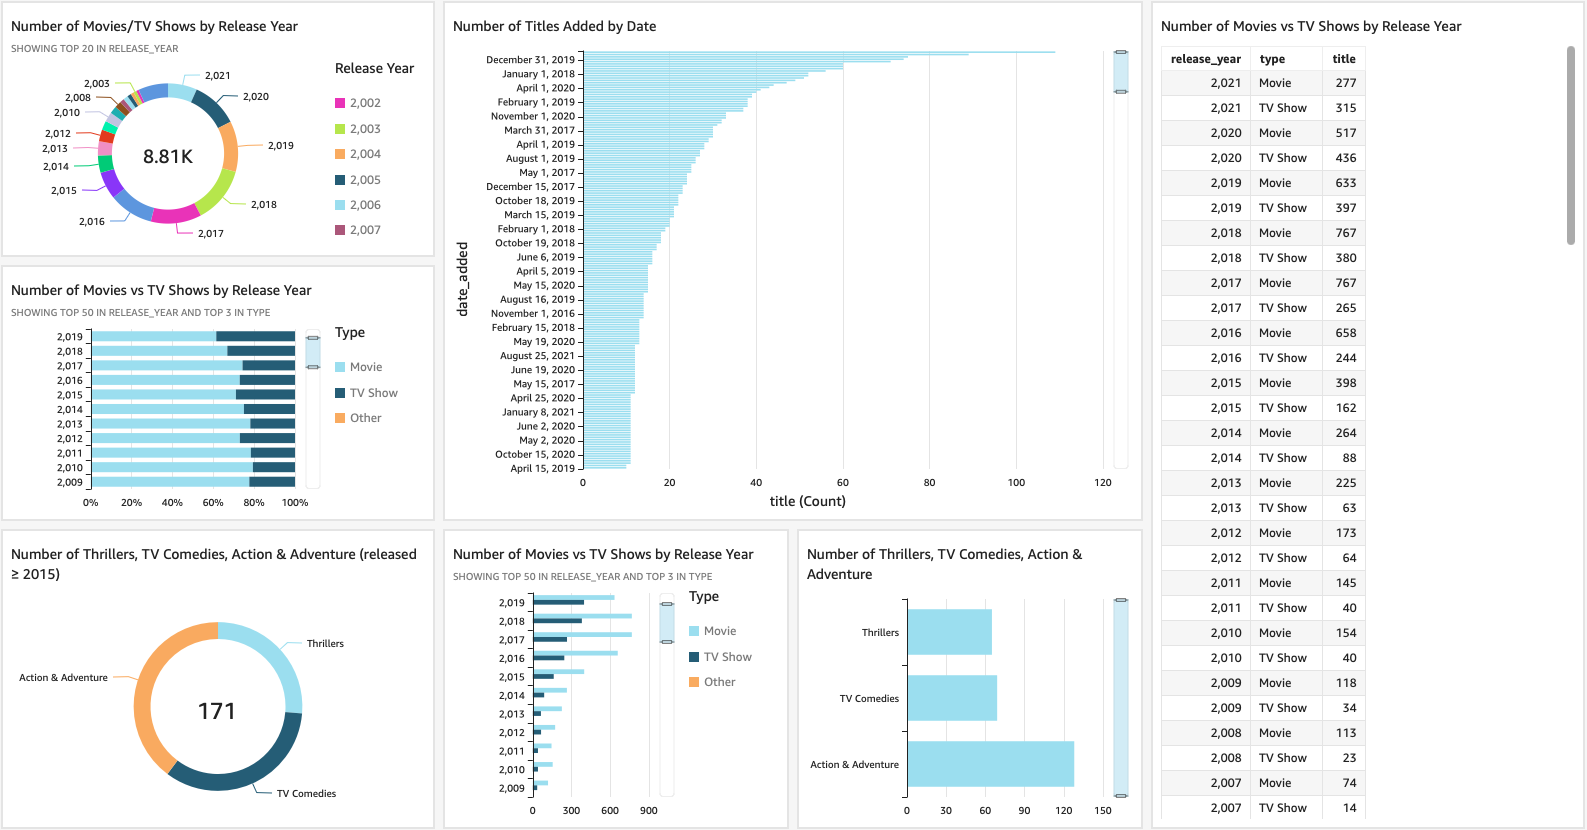 Number of Movies/TV Shows by Release Year
SHOWING TOP 20 IN RELEASE_YEAR
2,021
2,020
2,019
2,018
2,017
2,016
2,015
2,014
2,013
2,012
2,010
2,008
2,003
8.81K
Release Year
2,002
2,003
2,004
2,005
2,006
2,007
Number of Movies vs TV Shows by Release Year
SHOWING TOP 50 IN RELEASE_YEAR AND TOP 3 IN TYPE
2,019
2,018
2,017
2,016
2,015
2,014
2,013
2,012
2,011
2,010
2,009
0% 20% 40% 60% 80% 100%
Type
Movie
TV Show
Other
Number of Thrillers, TV Comedies, Action & Adventure (released
≥ 2015)
Thrillers
Action & Adventure
171
TV Comedies
Number of Titles Added by Date
date_added
December 31, 2019
January 1, 2018
April 1, 2020
February 1, 2019
November 1, 2020
March 31, 2017
April 1, 2019
August 1, 2019
May 1, 2017
December 15, 2017
October 18, 2019
March 15, 2019
February 1, 2018
October 19, 2018
June 6, 2019
April 5, 2019
May 15, 2020
August 16, 2019
November 1, 2016
February 15, 2018
May 19, 2020
August 25, 2021
June 19, 2020
May 15, 2017
April 25, 2020
January 8, 2021
June 2, 2020
May 2, 2020
October 15, 2020
April 15, 2019
0 20 40 60 80 100 120
title (Count)
Number of Movies vs TV Shows by Release Year
SHOWING TOP 50 IN RELEASE_YEAR AND TOP 3 IN TYPE
2,019
2,018
2,017
2,016
2,015
2,014
2,013
2,012
2,011
2,010
2,009
0 300 600 900
Type
Movie
TV Show
Other
Number of Thrillers, TV Comedies, Action &
Adventure
Thrillers
TV Comedies
Action & Adventure
0 30 60 90 120 150
Number of Movies vs TV Shows by Release Year
release_year type title
2,021 Movie 277
2,021 TV Show 315
2,020 Movie 517
2,020 TV Show 436
2,019 Movie 633
2,019 TV Show 397
2,018 Movie 767
2,018 TV Show 380
2,017 Movie 767
2,017 TV Show 265
2,016 Movie 658
2,016 TV Show 244
2,015 Movie 398
2,015 TV Show 162
2,014 Movie 264
2,014 TV Show 88
2,013 Movie 225
2,013 TV Show 63
2,012 Movie 173
2,012 TV Show 64
2,011 Movie 145
2,011 TV Show 40
2,010 Movie 154
2,010 TV Show 40
2,009 Movie 118
2,009 TV Show 34
2,008 Movie 113
2,008 TV Show 23
2,007 Movie 74
2,007 TV Show 14